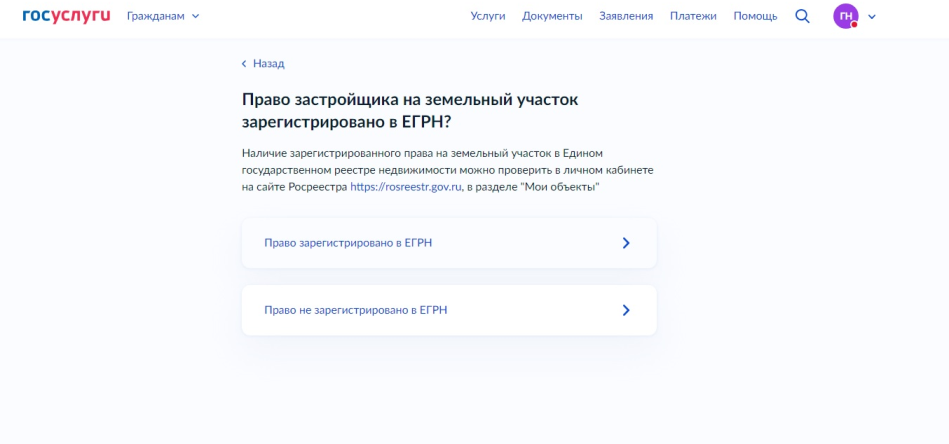 госуслуги Гражданам Услуги Документы Заявления Платежи Помощь ГН
Назад
Право застройщика на земельный участок
зарегистрировано в ЕГРН?
Наличие зарегистрированного права на земельный участок в Едином
государственном реестре недвижимости можно проверить в личном кабинете
на сайте Росреестра https://rosreestr.gov.ru, в разделе "Мои объекты"
Право зарегистрировано в ЕГРН
Право не зарегистрировано в ЕГРН